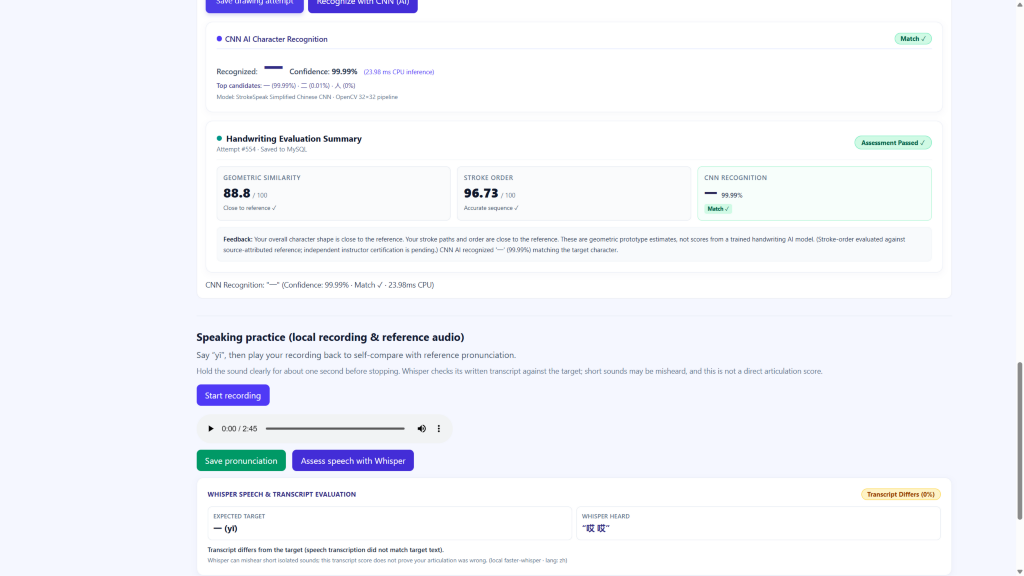 Save drawing attempt
Recognize with CNN (AI)
CNN AI Character Recognition
Match ✓
Recognized: 一 Confidence: 99.99% (23.98 ms CPU inference)
Top candidates: 一 (99.99%) · 二 (0.01%) · 人 (0%)
Model: StrokeSpeak Simplified Chinese CNN · OpenCV 32×32 pipeline
Handwriting Evaluation Summary
Attempt #554 · Saved to MySQL
Assessment Passed ✓
GEOMETRIC SIMILARITY
88.8 / 100
Close to reference ✓
STROKE ORDER
96.73 / 100
Accurate sequence ✓
CNN RECOGNITION
一 99.99%
Match ✓
Feedback: Your overall character shape is close to the reference. Your stroke paths and order are close to the reference. These are geometric prototype estimates, not scores from a trained handwriting AI model. (Stroke-order evaluated against
source-attributed reference; independent instructor certification is pending.) CNN AI recognized '一' (99.99%) matching the target character.
CNN Recognition: "一" (Confidence: 99.99% · Match ✓ · 23.98ms CPU)
Speaking practice (local recording & reference audio)
Say "yī", then play your recording back to self-compare with reference pronunciation.
Hold the sound clearly for about one second before stopping. Whisper checks its written transcript against the target; short sounds may be misheard, and this is not a direct articulation score.
Start recording
0:00 / 2:45
Save pronunciation
Assess speech with Whisper
WHISPER SPEECH & TRANSCRIPT EVALUATION
Transcript Differs (0%)
EXPECTED TARGET
一 (yī)
WHISPER HEARD
"哎 哎"
Transcript differs from the target (speech transcription did not match target text).
Whisper can mishear short isolated sounds; this transcript score does not prove your articulation was wrong. (local faster-whisper · lang: zh)